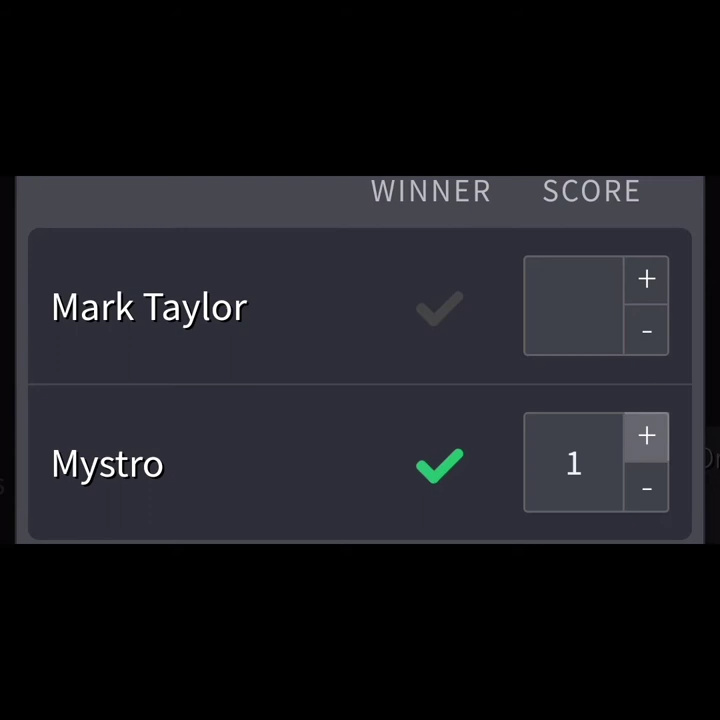 WINNER SCORE
Mark Taylor +
-
Mystro 1 +
-